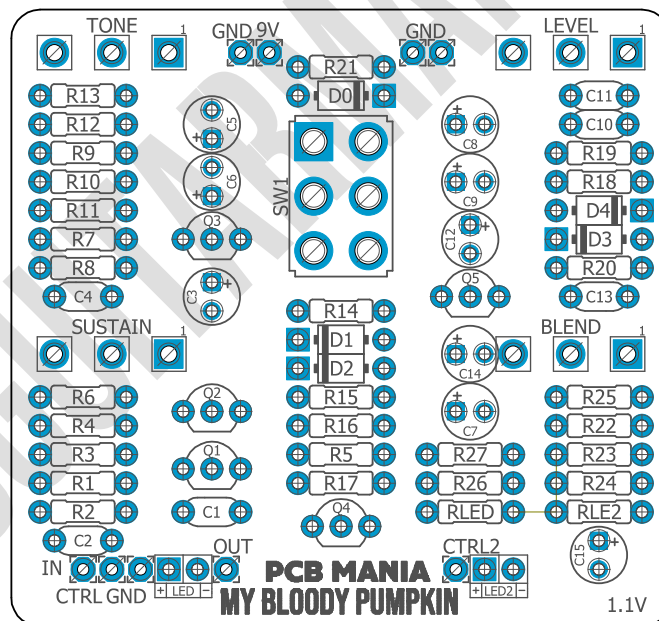 TONE 1 GND 9V GND LEVEL 1
R21
R13 D0 C11
R12 C5 + C8 + C10
R9 R19
R10 C6 + SW1 C9 + R18
R11 Q3 C12 + D4
R7 D3
R8 C3 + Q5 R20
C4 C13
R14
SUSTAIN 1 D1 C14 + BLEND 1
D2
R6 Q2 R15 C7 + R25
R4 R16 R22
R3 Q1 R5 R27 R23
R1 R17 R26 R24
R2 C1 Q4 RLED RLE2
C2 C15 +
IN OUT CTRL2
+ LED - + LED2 -
CTRL GND
PCB MANIA
MY BLOODY PUMPKIN
1.1V